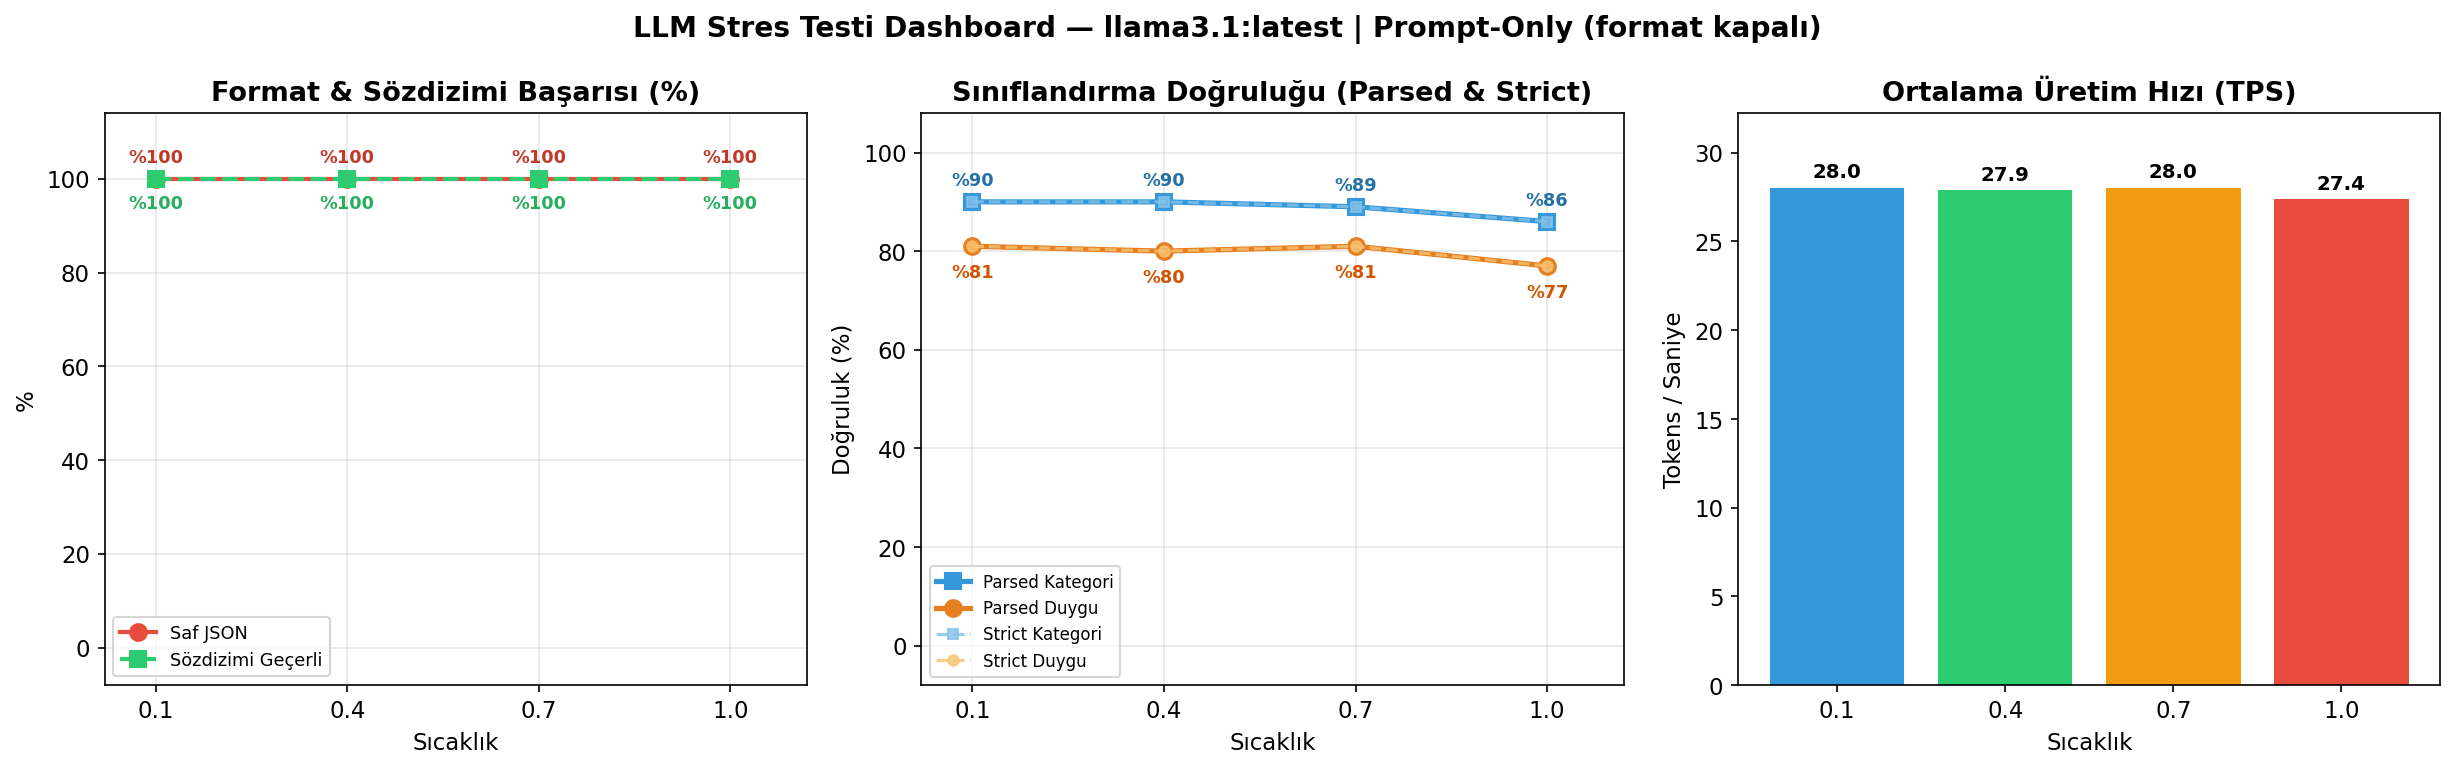 LLM Stres Testi Dashboard — llama3.1:latest | Prompt-Only (format kapalı)
Format & Sözdizimi Başarısı (%)
%100 %100 %100 %100
%100 %100 %100 %100
100
80
60
40
20
0
%
Saf JSON
Sözdizimi Geçerli
0.1 0.4 0.7 1.0
Sıcaklık
Sınıflandırma Doğruluğu (Parsed & Strict)
%90 %90 %89 %86
%81 %80 %81 %77
100
80
60
40
20
0
Doğruluk (%)
Parsed Kategori
Parsed Duygu
Strict Kategori
Strict Duygu
0.1 0.4 0.7 1.0
Sıcaklık
Ortalama Üretim Hızı (TPS)
28.0 27.9 28.0 27.4
30
25
20
15
10
5
0
Tokens / Saniye
0.1 0.4 0.7 1.0
Sıcaklık